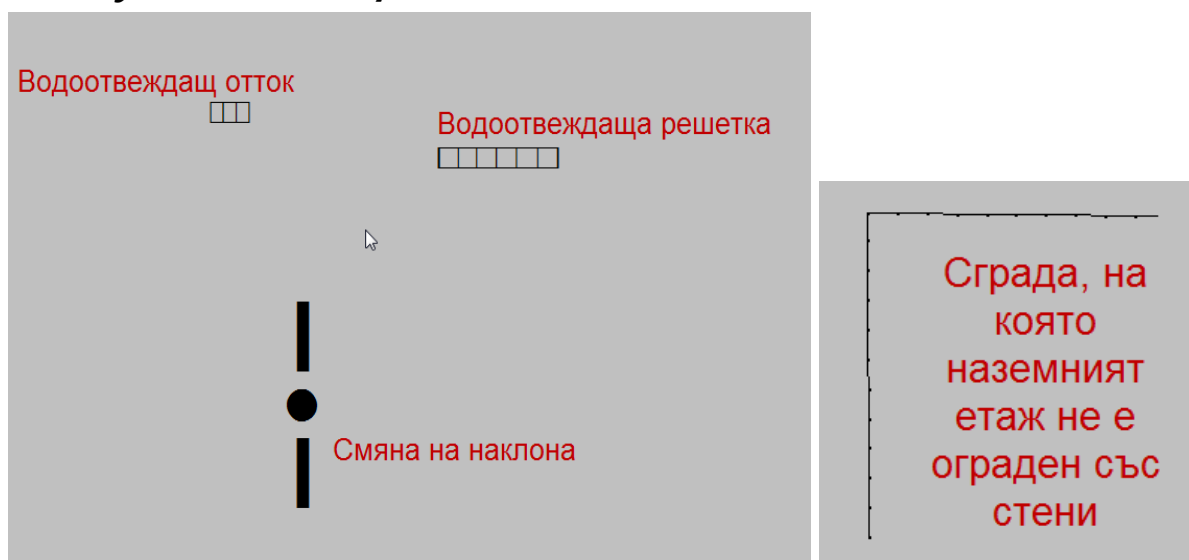 Водоотвеждащ отток
Водоотвеждаща решетка
Смяна на наклона
Сграда, на
която
наземният
етаж не е
ограден със
стени